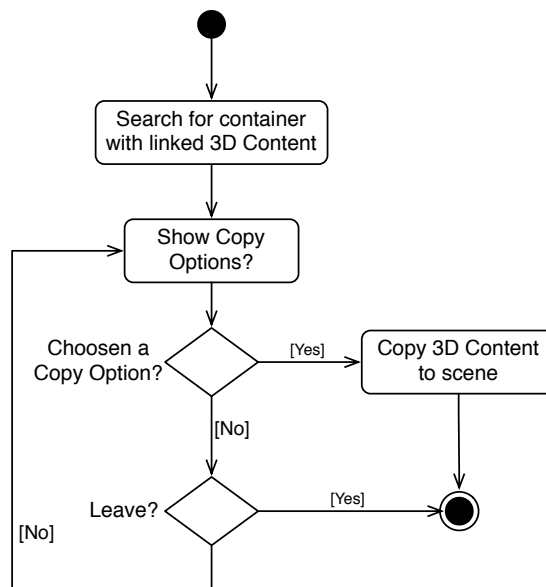 Search for container
with linked 3D Content
Show Copy
Options?
Choosen a
Copy Option?
[Yes]
Copy 3D Content
to scene
[No]
Leave?
[Yes]
[No]